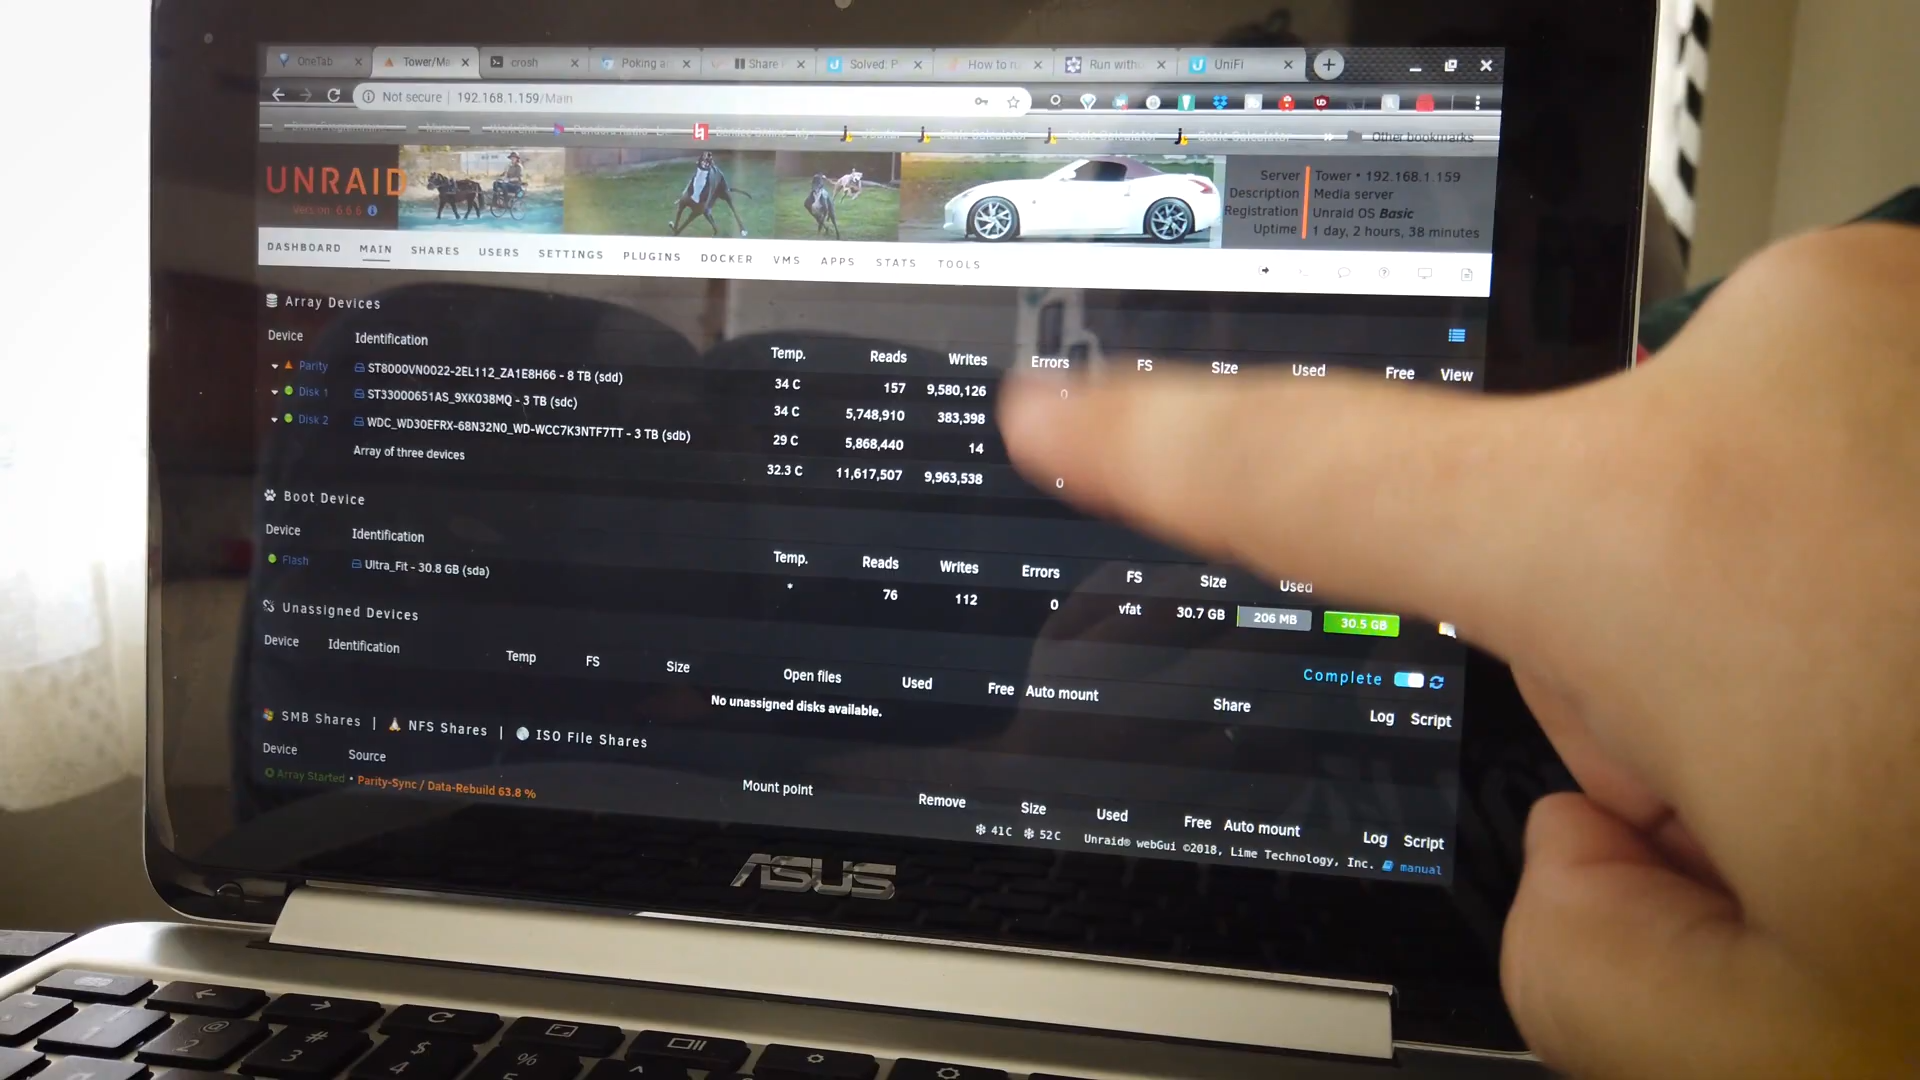 OneTab Tower/Ma crosh Poking a Share Solved: P How to r Run witho UniFi
Not secure 192.168.1.159/Main
Other bookmarks
UNRAID
Version: 6.6.6
Server Tower • 192.168.1.159
Description Media server
Registration Unraid OS Basic
Uptime 1 day, 2 hours, 38 minutes
DASHBOARD MAIN SHARES USERS SETTINGS PLUGINS DOCKER VMS APPS STATS TOOLS
Array Devices
Device Identification Temp. Reads Writes Errors FS Size Used Free View
Parity ST8000VN0022-2EL112_ZA1E8H66 - 8 TB (sdd) 34 C 157 9,580,126 0
Disk 1 ST33000651AS_9XK038MQ - 3 TB (sdc) 34 C 5,748,910 383,398
Disk 2 WDC_WD30EFRX-68N32N0_WD-WCC7K3NTF7TT - 3 TB (sdb) 29 C 5,868,440 14
Array of three devices 32.3 C 11,617,507 9,963,538 0
Boot Device
Device Identification Temp. Reads Writes Errors FS Size Used
Flash Ultra_Fit - 30.8 GB (sda) * 76 112 0 vfat 30.7 GB 206 MB 30.5 GB
Unassigned Devices
Complete
Device Identification Temp FS Size Open files Used Free Auto mount Share Log Script
No unassigned disks available.
SMB Shares | NFS Shares | ISO File Shares
Device Source Mount point Remove Size Used Free Auto mount Log Script
Array Started • Parity-Sync / Data-Rebuild 63.8 %
41C 52C Unraid® webGui ©2018, Lime Technology, Inc. manual
ASUS
@ 2 # 3 $ 4 % 5 ^